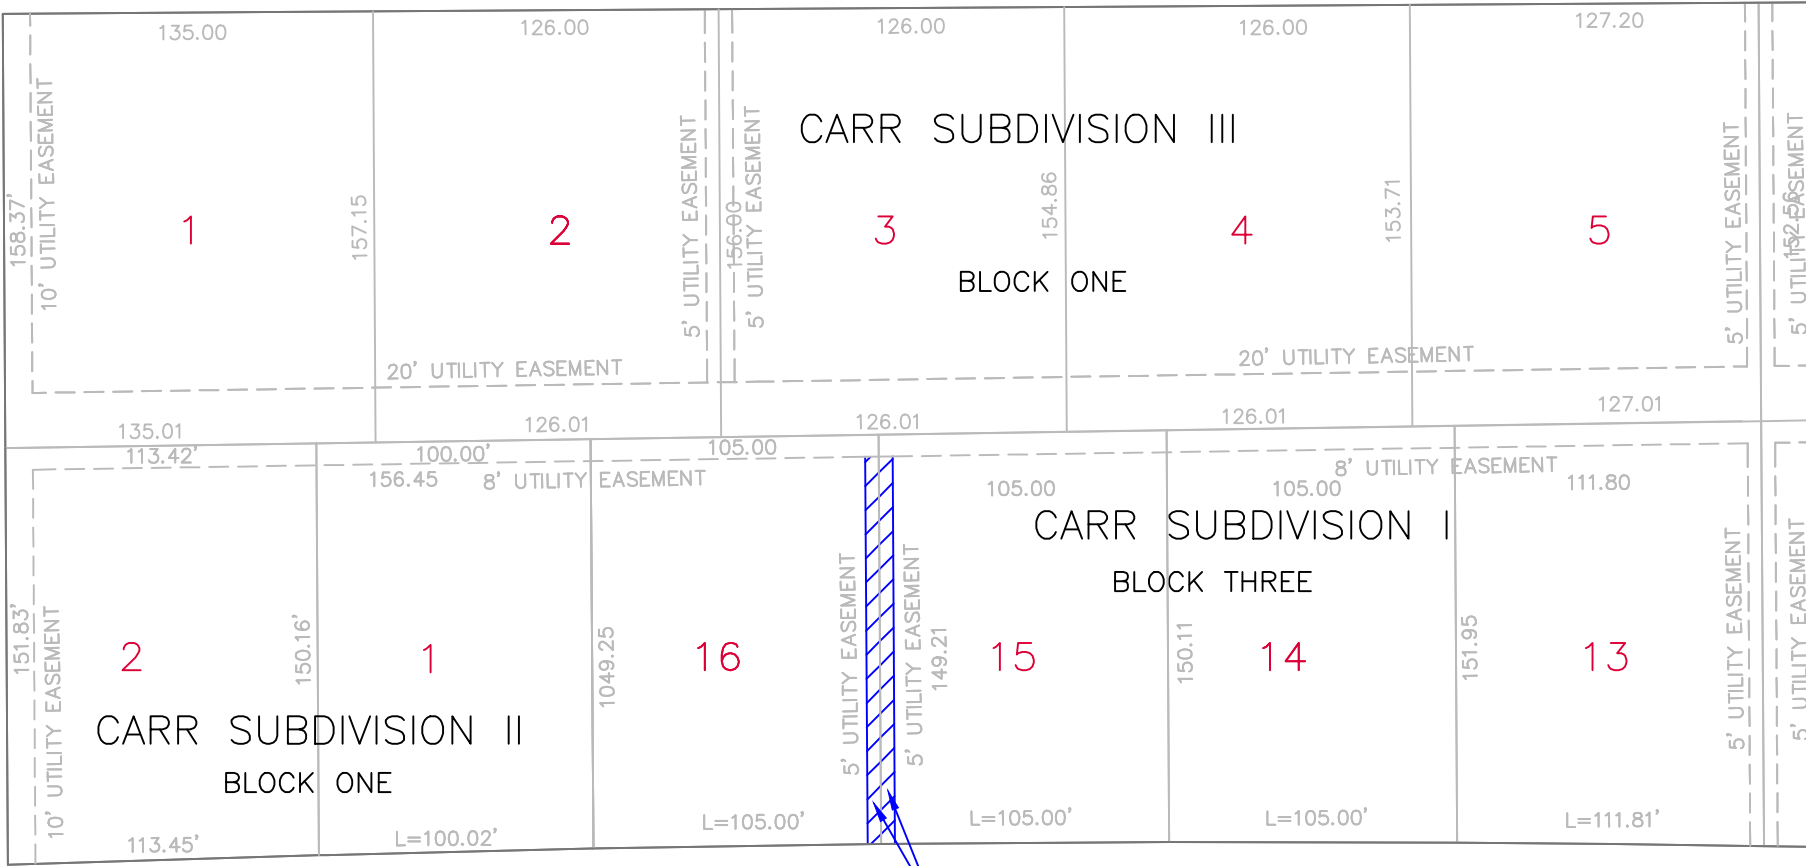 135.00
126.00
126.00
126.00
127.20
158.37'
10' UTILITY EASEMENT
1
157.15
2
5' UTILITY EASEMENT
156.00
5' UTILITY EASEMENT
CARR SUBDIVISION III
3
154.86
4
153.71
5
5' UTILITY EASEMENT
152.56
5' UTILITY EASEMENT
BLOCK ONE
20' UTILITY EASEMENT
20' UTILITY EASEMENT
135.01
126.01
126.01
126.01
127.01
113.42'
100.00'
105.00
156.45
8' UTILITY EASEMENT
8' UTILITY EASEMENT
105.00
105.00
111.80
CARR SUBDIVISION I
BLOCK THREE
151.83'
10' UTILITY EASEMENT
2
150.16'
1
1049.25
16
5' UTILITY EASEMENT
5' UTILITY EASEMENT
149.21
15
150.11
14
151.95
13
5' UTILITY EASEMENT
5' UTILITY EASEMENT
CARR SUBDIVISION II
BLOCK ONE
113.45'
L=100.02'
L=105.00'
L=105.00'
L=105.00'
L=111.81'